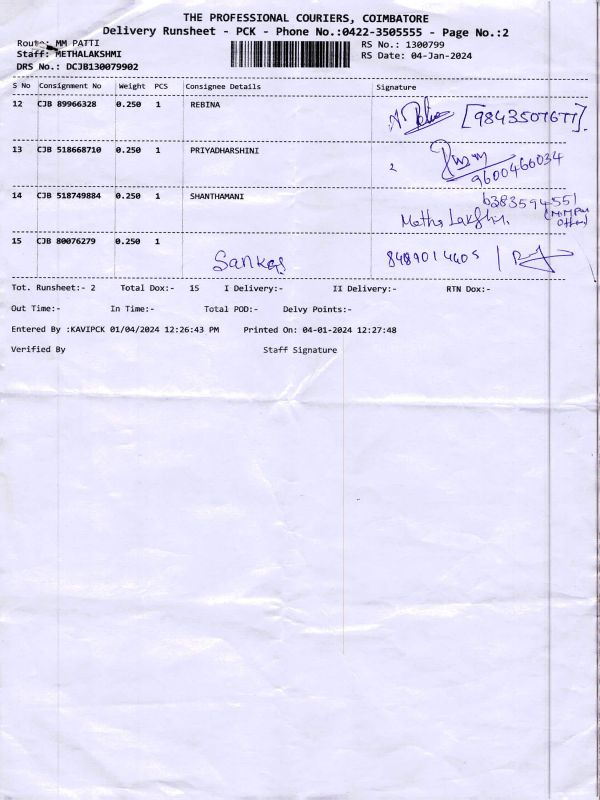 THE PROFESSIONAL COURIERS, COIMBATORE
Delivery Runsheet - PCK - Phone No.:0422-3505555 - Page No.:2
Route: MM PATTI
RS No.: 1300799
Staff: METHALAKSHMI
RS Date: 04-Jan-2024
DRS No.: DCJB130079902
S No Consignment No Weight PCS Consignee Details Signature
12 CJB 89966328 0.250 1 REBINA [9843507677].
13 CJB 518668710 0.250 1 PRIYADHARSHINI
9600466034
14 CJB 518749884 0.250 1 SHANTHAMANI 6383594551
Metha Lakshmi.
15 CJB 80076279 0.250 1
Sankar 8489014405
Tot. Runsheet:- 2 Total Dox:- 15 I Delivery:- II Delivery:- RTN Dox:-
Out Time:- In Time:- Total POD:- Delvy Points:-
Entered By :KAVIPCK 01/04/2024 12:26:43 PM Printed On: 04-01-2024 12:27:48
Verified By Staff Signature